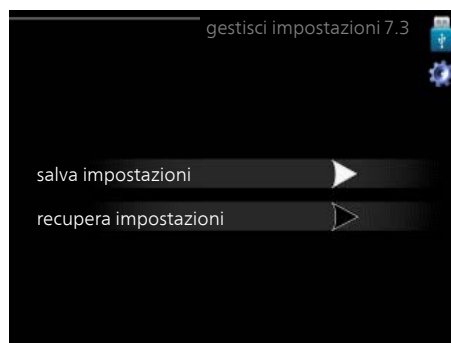 gestisci impostazioni 7.3
salva impostazioni
recupera impostazioni